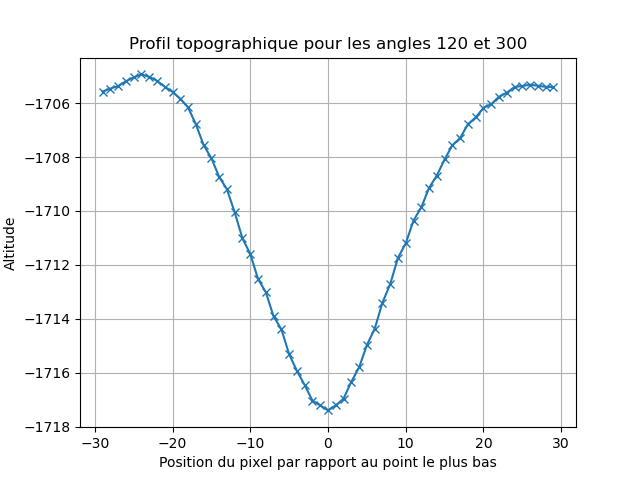 Profil topographique pour les angles 120 et 300
Altitude
−1706
−1708
−1710
−1712
−1714
−1716
−1718
−30 −20 −10 0 10 20 30
Position du pixel par rapport au point le plus bas